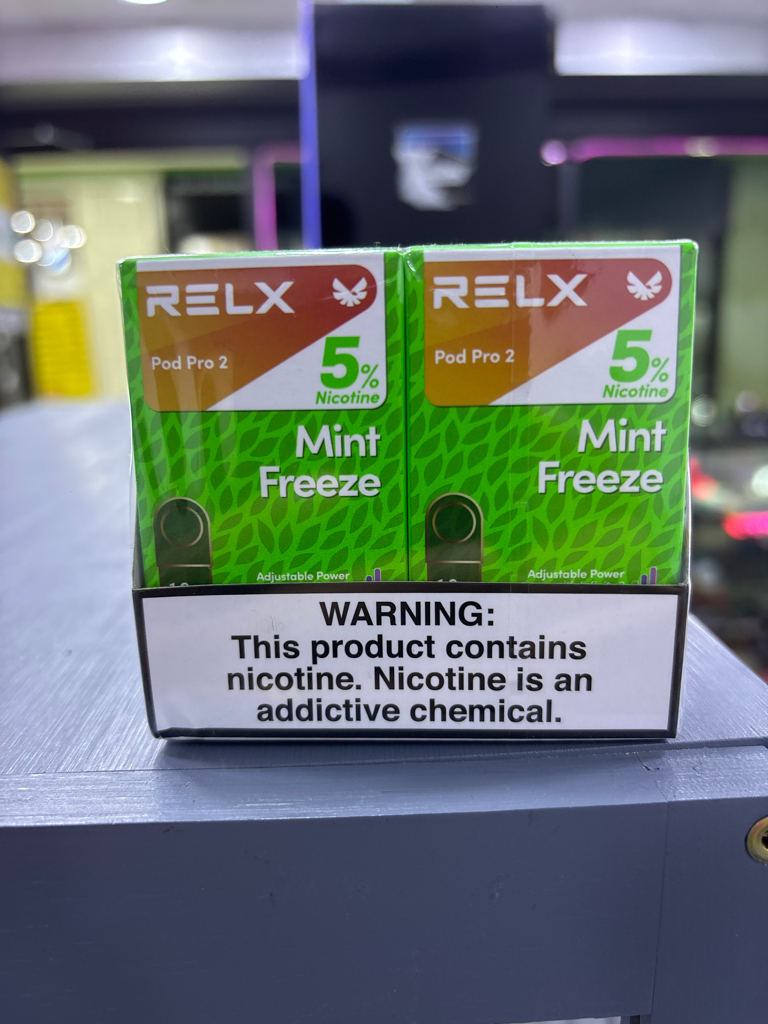 RELX
Pod Pro 2
5%
Nicotine
Mint
Freeze
Adjustable Power
RELX
Pod Pro 2
5%
Nicotine
Mint
Freeze
Adjustable Power
WARNING:
This product contains
nicotine. Nicotine is an
addictive chemical.